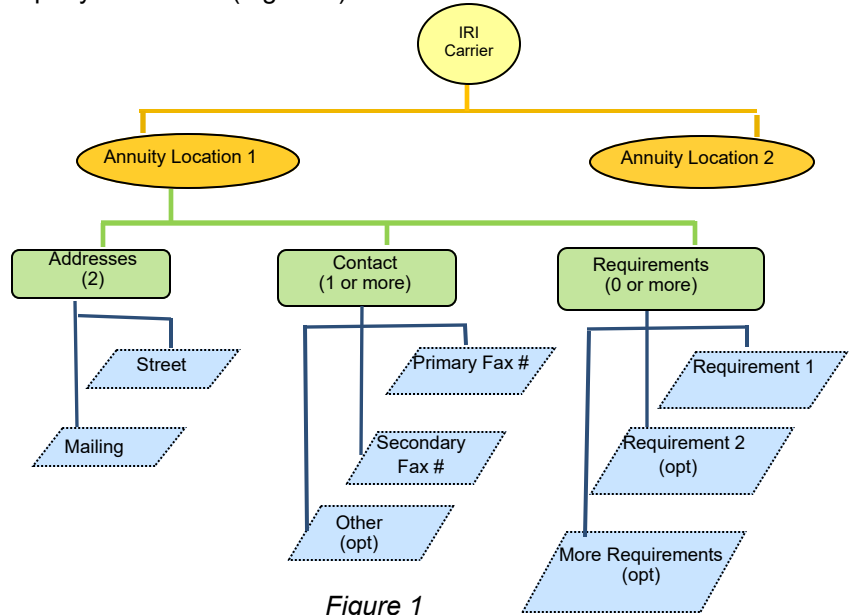 IRI
Carrier
Annuity Location 1
Annuity Location 2
Addresses
(2)
Contact
(1 or more)
Requirements
(0 or more)
Street
Primary Fax #
Requirement 1
Mailing
Secondary
Fax #
Requirement 2
(opt)
Other
(opt)
More Requirements
(opt)
Figure 1